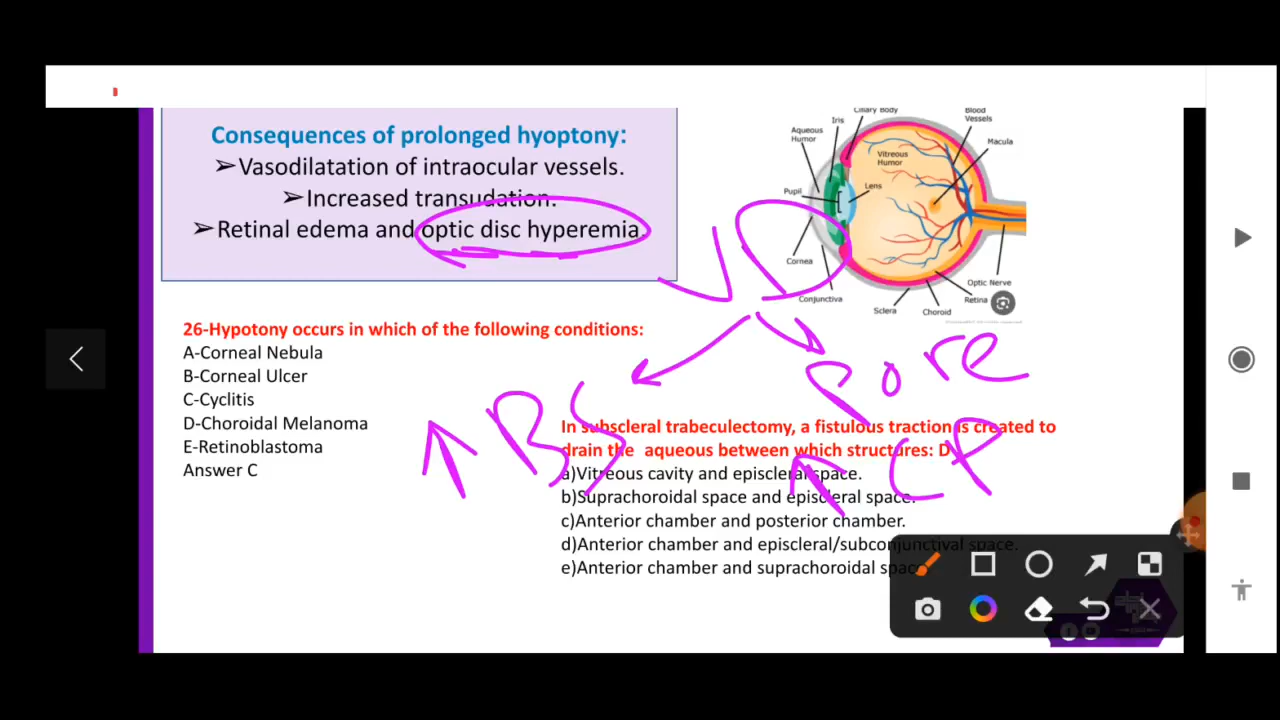 Consequences of prolonged hyoptony:
➢Vasodilatation of intraocular vessels.
➢Increased transudation.
➢Retinal edema and optic disc hyperemia
Ciliary Body
Iris
Aqueous
Humor
Blood
Vessels
Macula
Vitreous
Humor
Pupil
Lens
Cornea
Conjunctiva
Optic Nerve
Retina
Choroid
Sclera
VD
↑ BS
Pore
↑ CP
26-Hypotony occurs in which of the following conditions:
A-Corneal Nebula
B-Corneal Ulcer
C-Cyclitis
D-Choroidal Melanoma
E-Retinoblastoma
Answer C
In subscleral trabeculectomy, a fistulous traction is created to
drain the aqueous between which structures: D
a)Vitreous cavity and episcleral space.
b)Suprachoroidal space and episcleral space.
c)Anterior chamber and posterior chamber.
d)Anterior chamber and episcleral/subconjunctival space.
e)Anterior chamber and suprachoroidal space